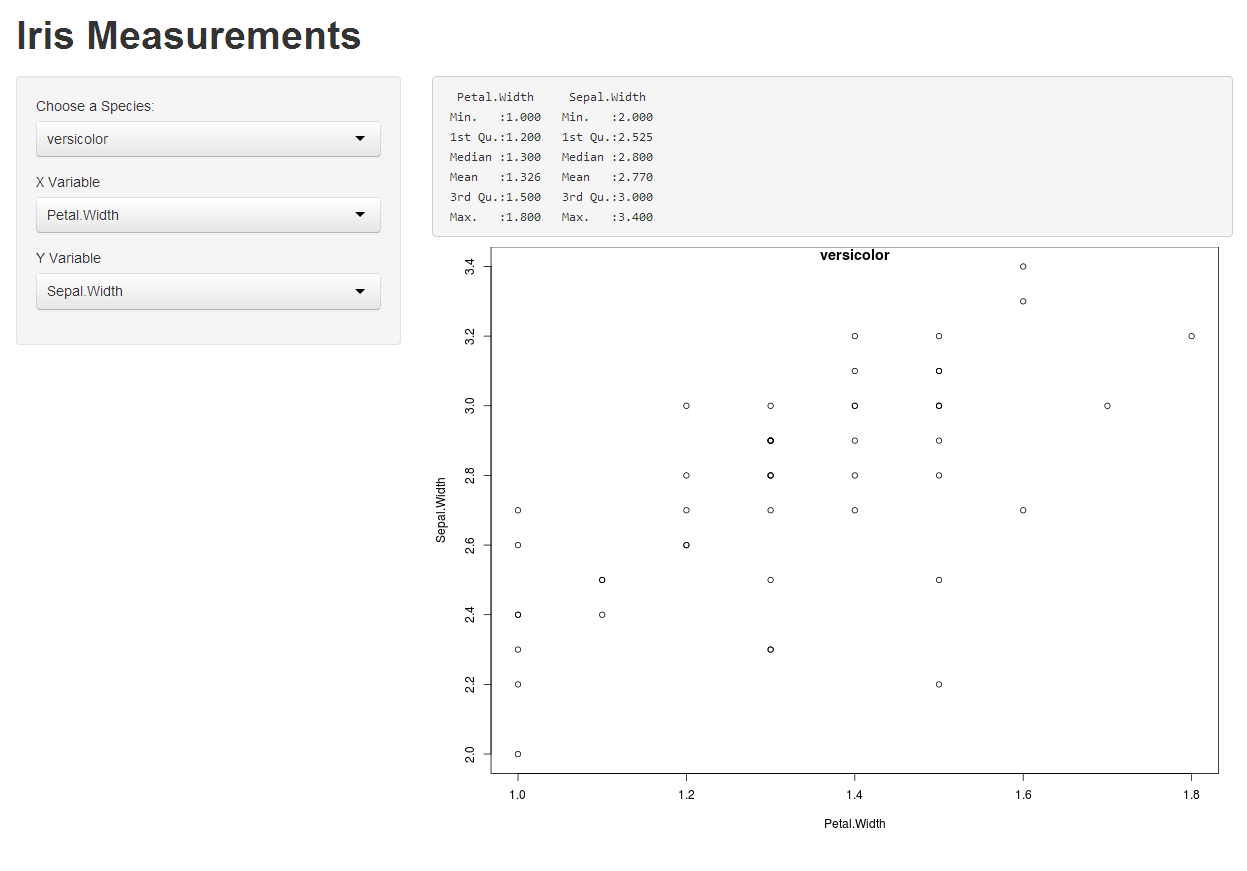 Iris Measurements
Choose a Species:
versicolor
X Variable
Petal.Width
Y Variable
Sepal.Width
Petal.Width Sepal.Width
Min. :1.000 Min. :2.000
1st Qu.:1.200 1st Qu.:2.525
Median :1.300 Median :2.800
Mean :1.326 Mean :2.770
3rd Qu.:1.500 3rd Qu.:3.000
Max. :1.800 Max. :3.400
versicolor
3.4
3.2
3.0
2.8
2.6
2.4
2.2
2.0
Sepal.Width
1.0 1.2 1.4 1.6 1.8
Petal.Width